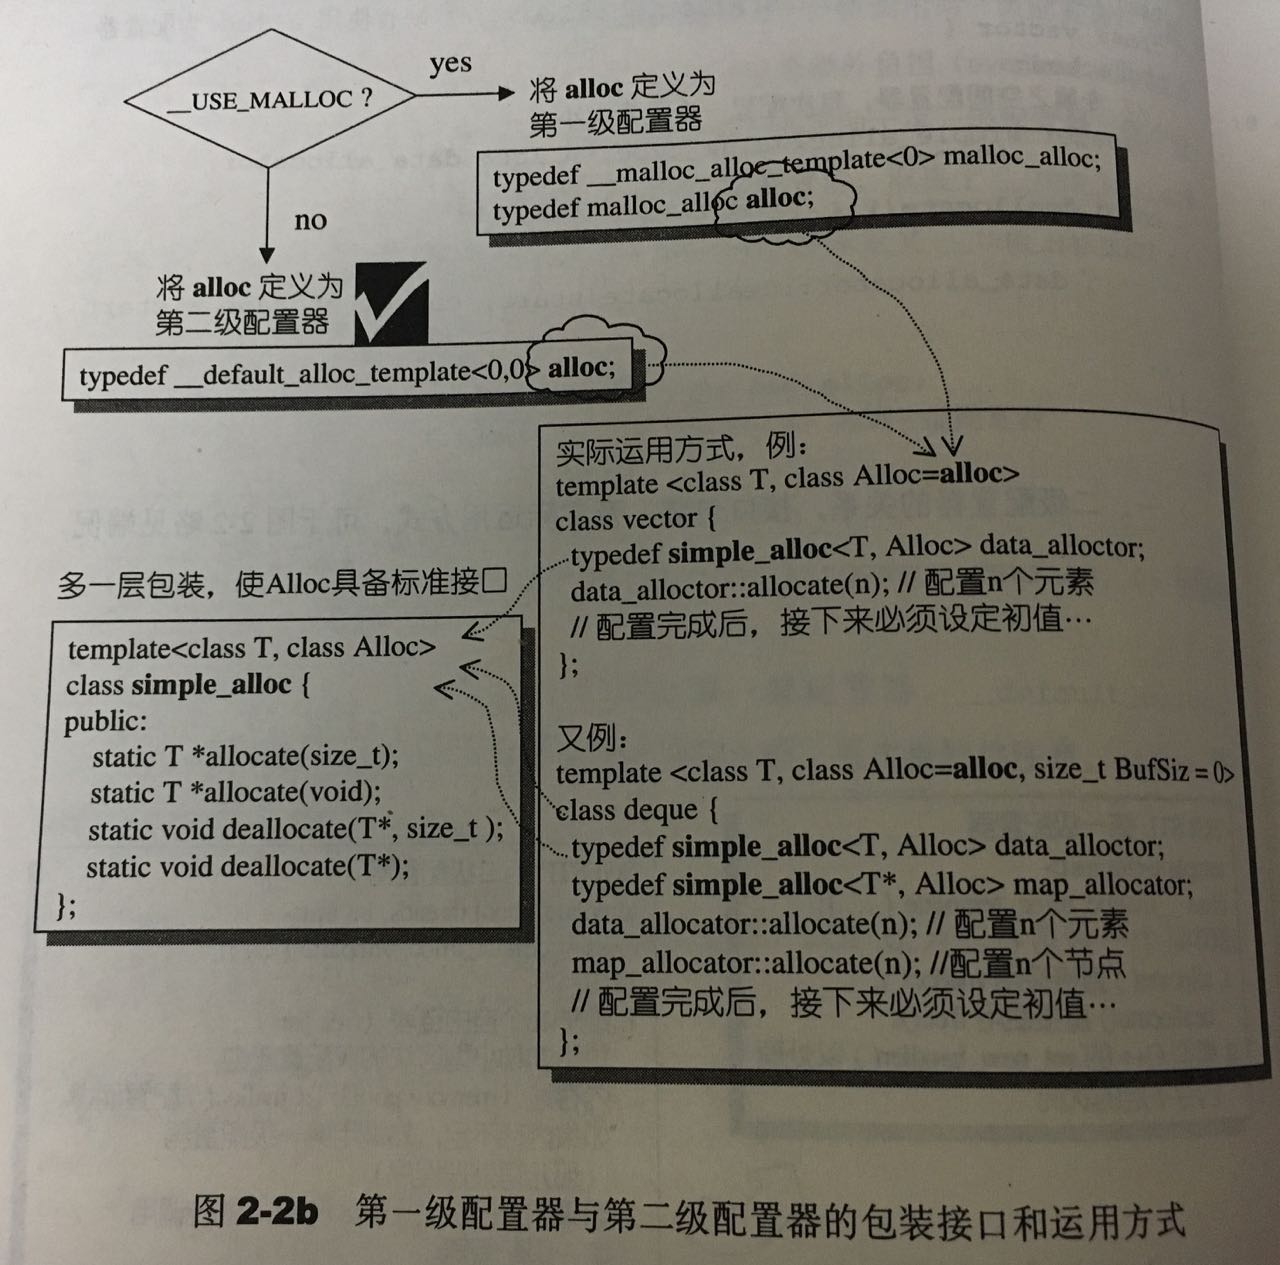 __USE_MALLOC ?
yes
将 alloc 定义为
第一级配置器
typedef __malloc_alloc_template<0> malloc_alloc;
typedef malloc_alloc alloc;
no
将 alloc 定义为
第二级配置器
typedef __default_alloc_template<0,0> alloc;
实际运用方式，例：
template <class T, class Alloc=alloc>
class vector {
typedef simple_alloc<T, Alloc> data_alloctor;
data_alloctor::allocate(n); // 配置n个元素
// 配置完成后，接下来必须设定初值…
};
又例：
template <class T, class Alloc=alloc, size_t BufSiz = 0>
class deque {
typedef simple_alloc<T, Alloc> data_alloctor;
typedef simple_alloc<T*, Alloc> map_allocator;
data_allocator::allocate(n); // 配置n个元素
map_allocator::allocate(n); //配置n个节点
// 配置完成后，接下来必须设定初值…
};
多一层包装，使Alloc具备标准接口
template<class T, class Alloc>
class simple_alloc {
public:
static T *allocate(size_t);
static T *allocate(void);
static void deallocate(T*, size_t );
static void deallocate(T*);
};
图 2-2b 第一级配置器与第二级配置器的包装接口和运用方式